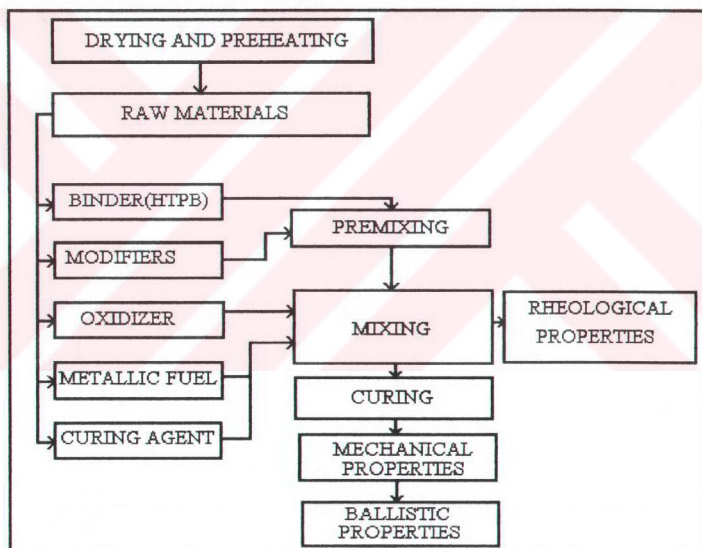 DRYING AND PREHEATING
RAW MATERIALS
BINDER(HTPB)
PREMIXING
MODIFIERS
OXIDIZER
MIXING
RHEOLOGICAL
PROPERTIES
METALLIC FUEL
CURING
CURING AGENT
MECHANICAL
PROPERTIES
BALLISTIC
PROPERTIES